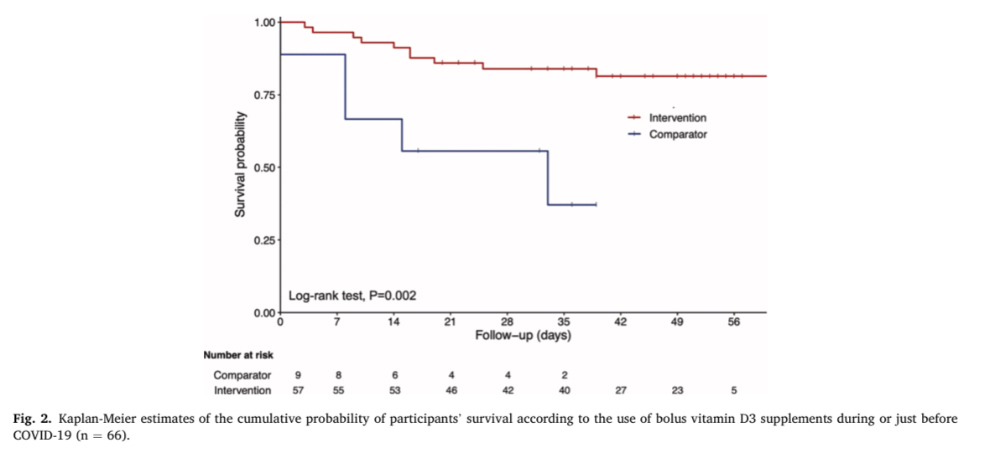 1.00
0.75
0.50
0.25
0.00
Survival probability
Intervention
Comparator
Log-rank test, P=0.002
0 7 14 21 28 35 42 49 56
Follow-up (days)
Number at risk
Comparator 9 8 6 4 4 2
Intervention 57 55 53 46 42 40 27 23 5
Fig. 2. Kaplan-Meier estimates of the cumulative probability of participants' survival according to the use of bolus vitamin D3 supplements during or just before
COVID-19 (n = 66).